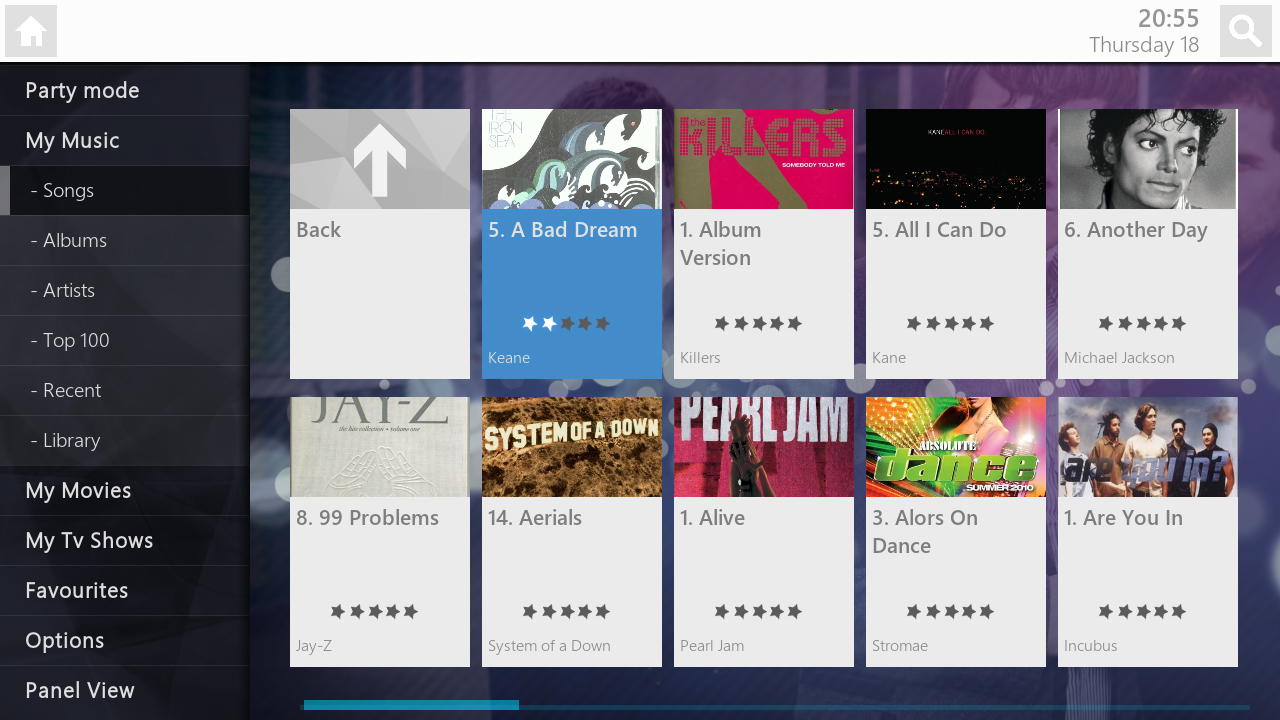 20:55
Thursday 18
Party mode
My Music
- Songs
- Albums
- Artists
- Top 100
- Recent
- Library
My Movies
My Tv Shows
Favourites
Options
Panel View
Back
THE
IRON
SEA
5. A Bad Dream
Keane
the
KILLERS
SOMEBODY TOLD ME
1. Album
Version
Killers
KANE ALL I CAN DO
5. All I Can Do
Kane
6. Another Day
Michael Jackson
JAY-Z
the hits collection • volume one
8. 99 Problems
Jay-Z
SYSTEM OF A DOWN
14. Aerials
System of a Down
PEARL JAM
1. Alive
Pearl Jam
ABSOLUTE
dance
SUMMER 2010
3. Alors On
Dance
Stromae
are you in?
1. Are You In
Incubus